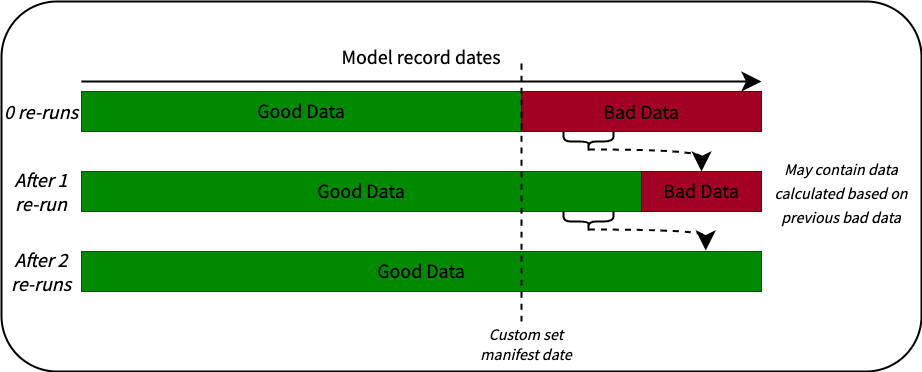 Model record dates
0 re-runs
Good Data
Bad Data
After 1
re-run
Good Data
Bad Data
May contain data
calculated based on
previous bad data
After 2
re-runs
Good Data
Custom set
manifest date